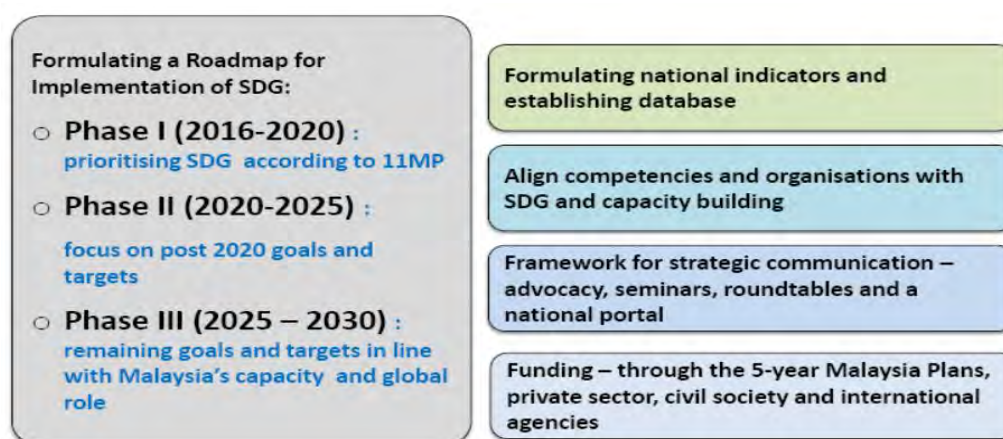 Formulating a Roadmap for
Implementation of SDG:
○ Phase I (2016-2020) :
prioritising SDG according to 11MP
○ Phase II (2020-2025) :
focus on post 2020 goals and
targets
○ Phase III (2025 – 2030) :
remaining goals and targets in line
with Malaysia's capacity and global
role
Formulating national indicators and
establishing database
Align competencies and organisations with
SDG and capacity building
Framework for strategic communication –
advocacy, seminars, roundtables and a
national portal
Funding – through the 5-year Malaysia Plans,
private sector, civil society and international
agencies